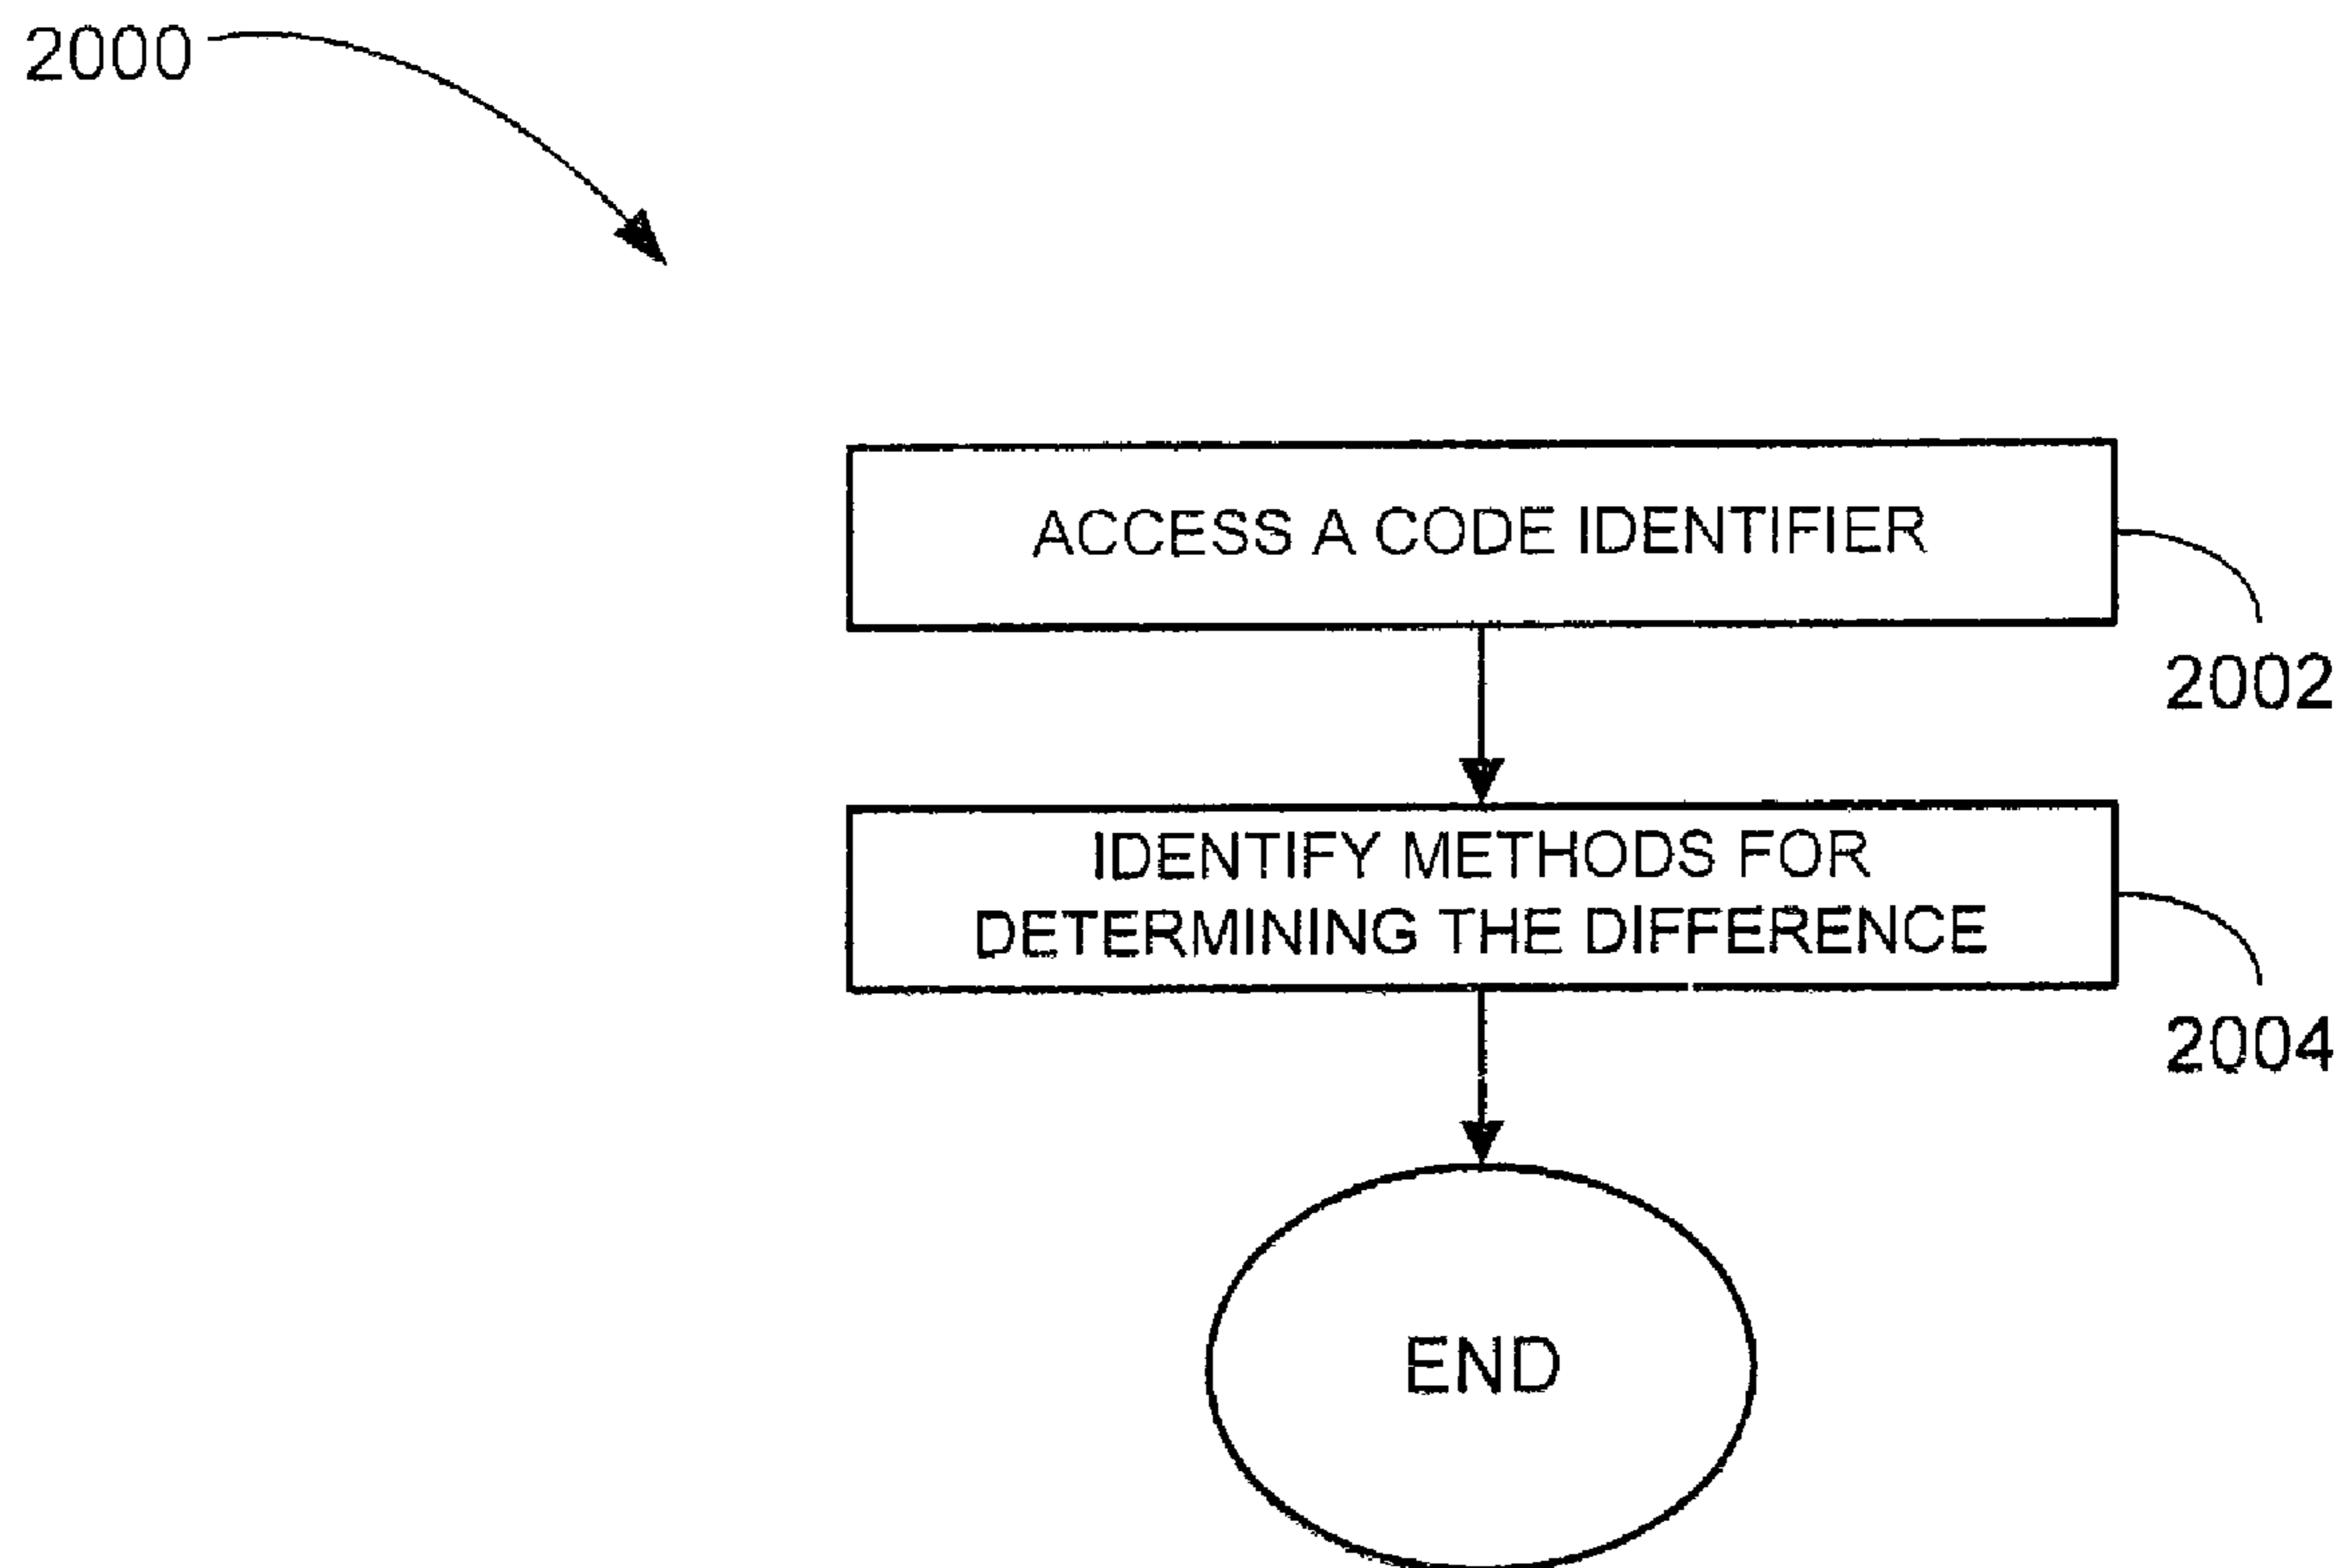 2000
ACCESS A CODE IDENTIFIER
2002
IDENTIFY METHODS FOR
DETERMINING THE DIFFERENCE
2004
END